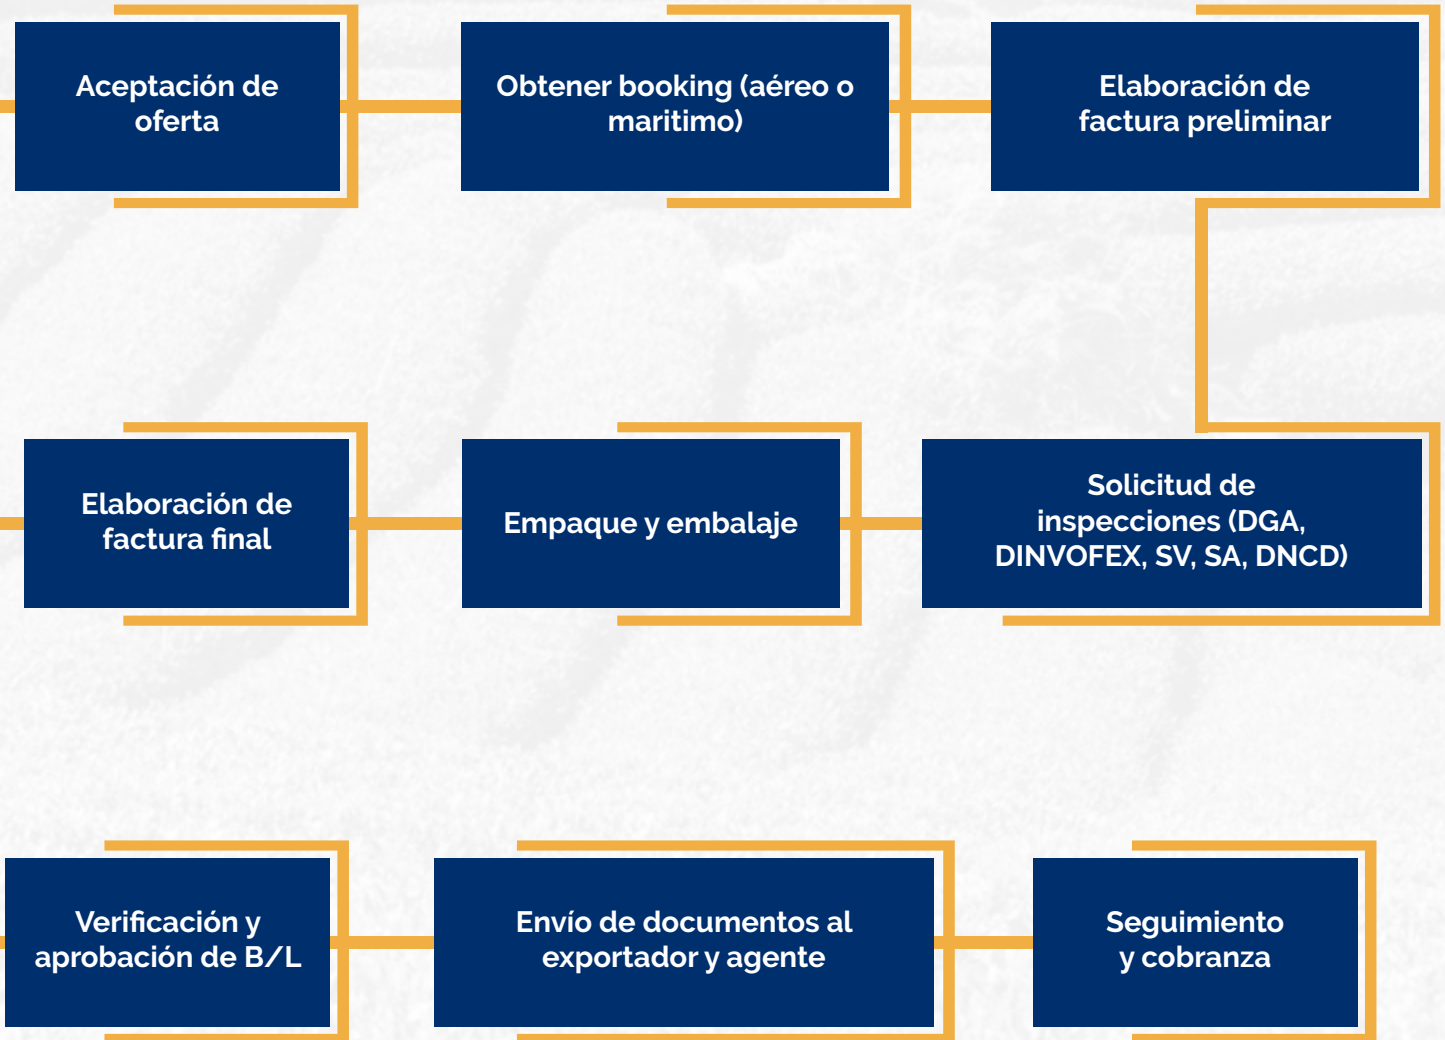 Aceptación de
oferta
Obtener booking (aéreo o
maritimo)
Elaboración de
factura preliminar
Elaboración de
factura final
Empaque y embalaje
Solicitud de
inspecciones (DGA,
DINVOFEX, SV, SA, DNCD)
Verificación y
aprobación de B/L
Envío de documentos al
exportador y agente
Seguimiento
y cobranza